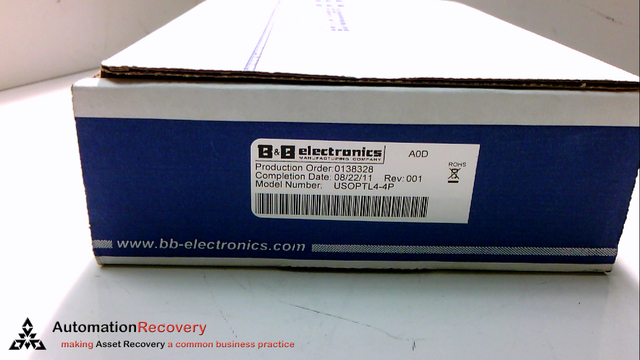 B&B electronics
MANUFACTURING COMPANY
A0D
Production Order:0138328
Completion Date: 08/22/11 Rev: 001
Model Number. USOPTL4-4P
ROHS
www.bb-electronics.com
AutomationRecovery
making Asset Recovery a common business practice